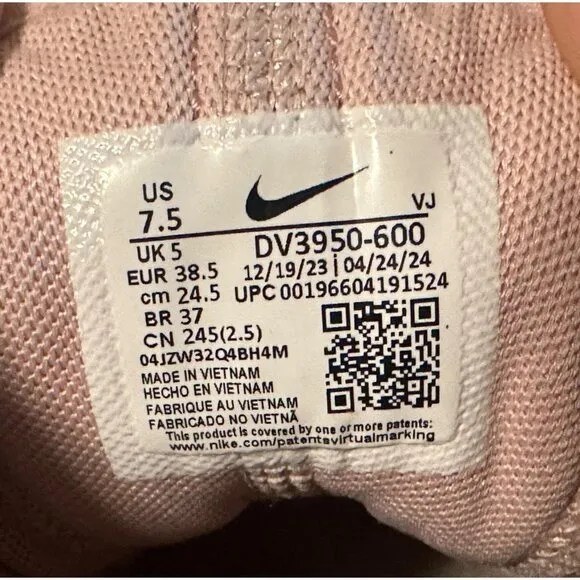 US
7.5
VJ
UK 5
DV3950-600
EUR 38.5
12/19/23 | 04/24/24
cm 24.5
UPC 00196604191524
BR 37
CN 245(2.5)
04JZW32Q4BH4M
MADE IN VIETNAM
HECHO EN VIETNAM
FABRIQUE AU VIETNAM
FABRICADO NO VIETNÃ
This product is covered by one or more patents:
www.nike.com/patentsvirtualmarking